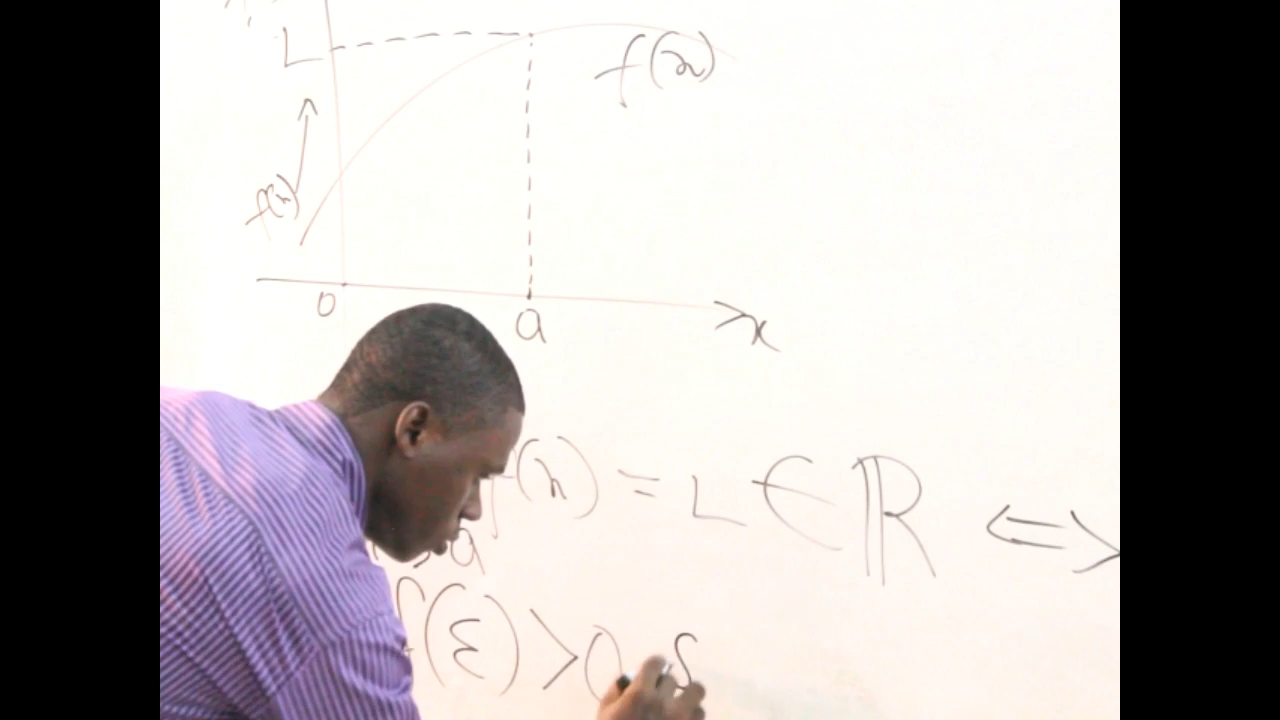 L
f(x)
f(x)
0
a
x
f(x) = L ∈ ℝ ⇔
a
f(ε) > 0 s